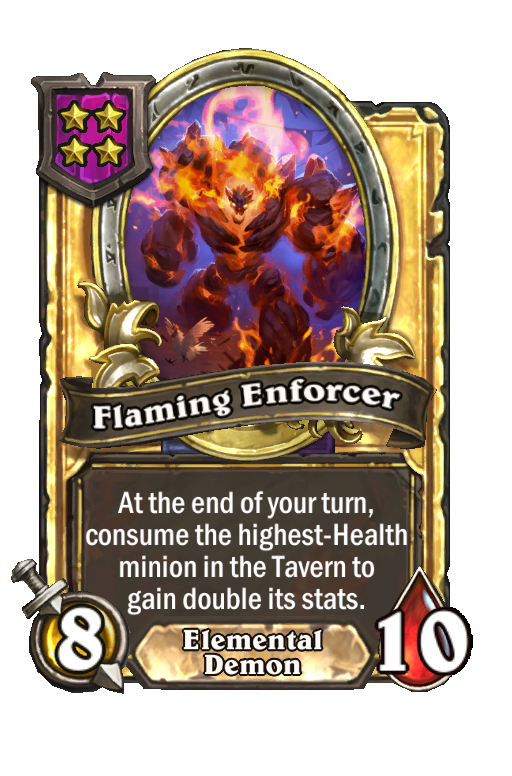 Flaming Enforcer
At the end of your turn,
consume the highest-Health
minion in the Tavern to
gain double its stats.
8
Elemental
Demon
10